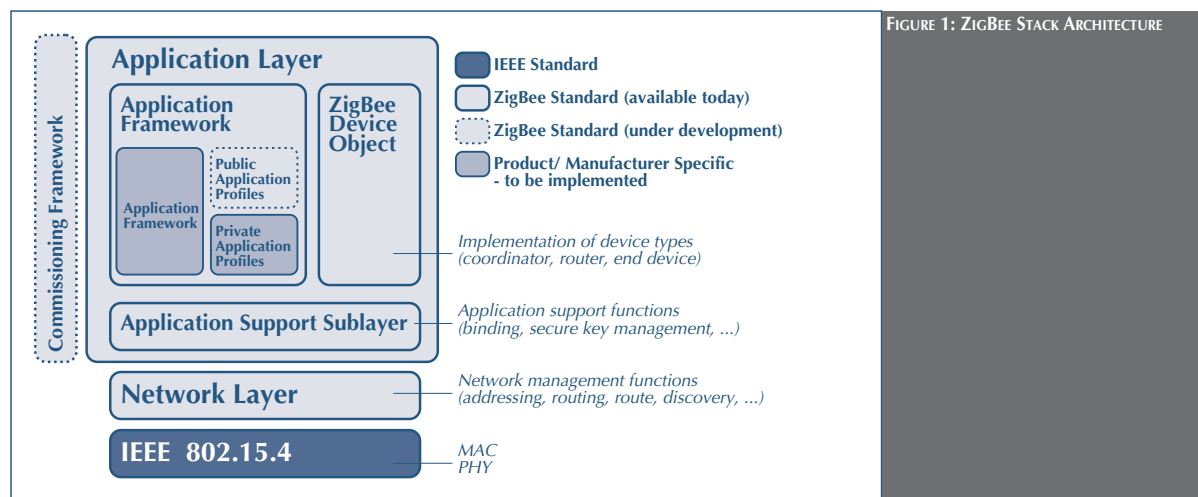 FIGURE 1: ZIGBEE STACK ARCHITECTURE
Commissioning Framework
Application Layer
Application
Framework
Application
Framework
Public
Application
Profiles
Private
Application
Profiles
ZigBee
Device
Object
Application Support Sublayer
Network Layer
IEEE 802.15.4
IEEE Standard
ZigBee Standard (available today)
ZigBee Standard (under development)
Product/ Manufacturer Specific
- to be implemented
Implementation of device types
(coordinator, router, end device)
Application support functions
(binding, secure key management, ...)
Network management functions
(addressing, routing, route, discovery, ...)
MAC
PHY